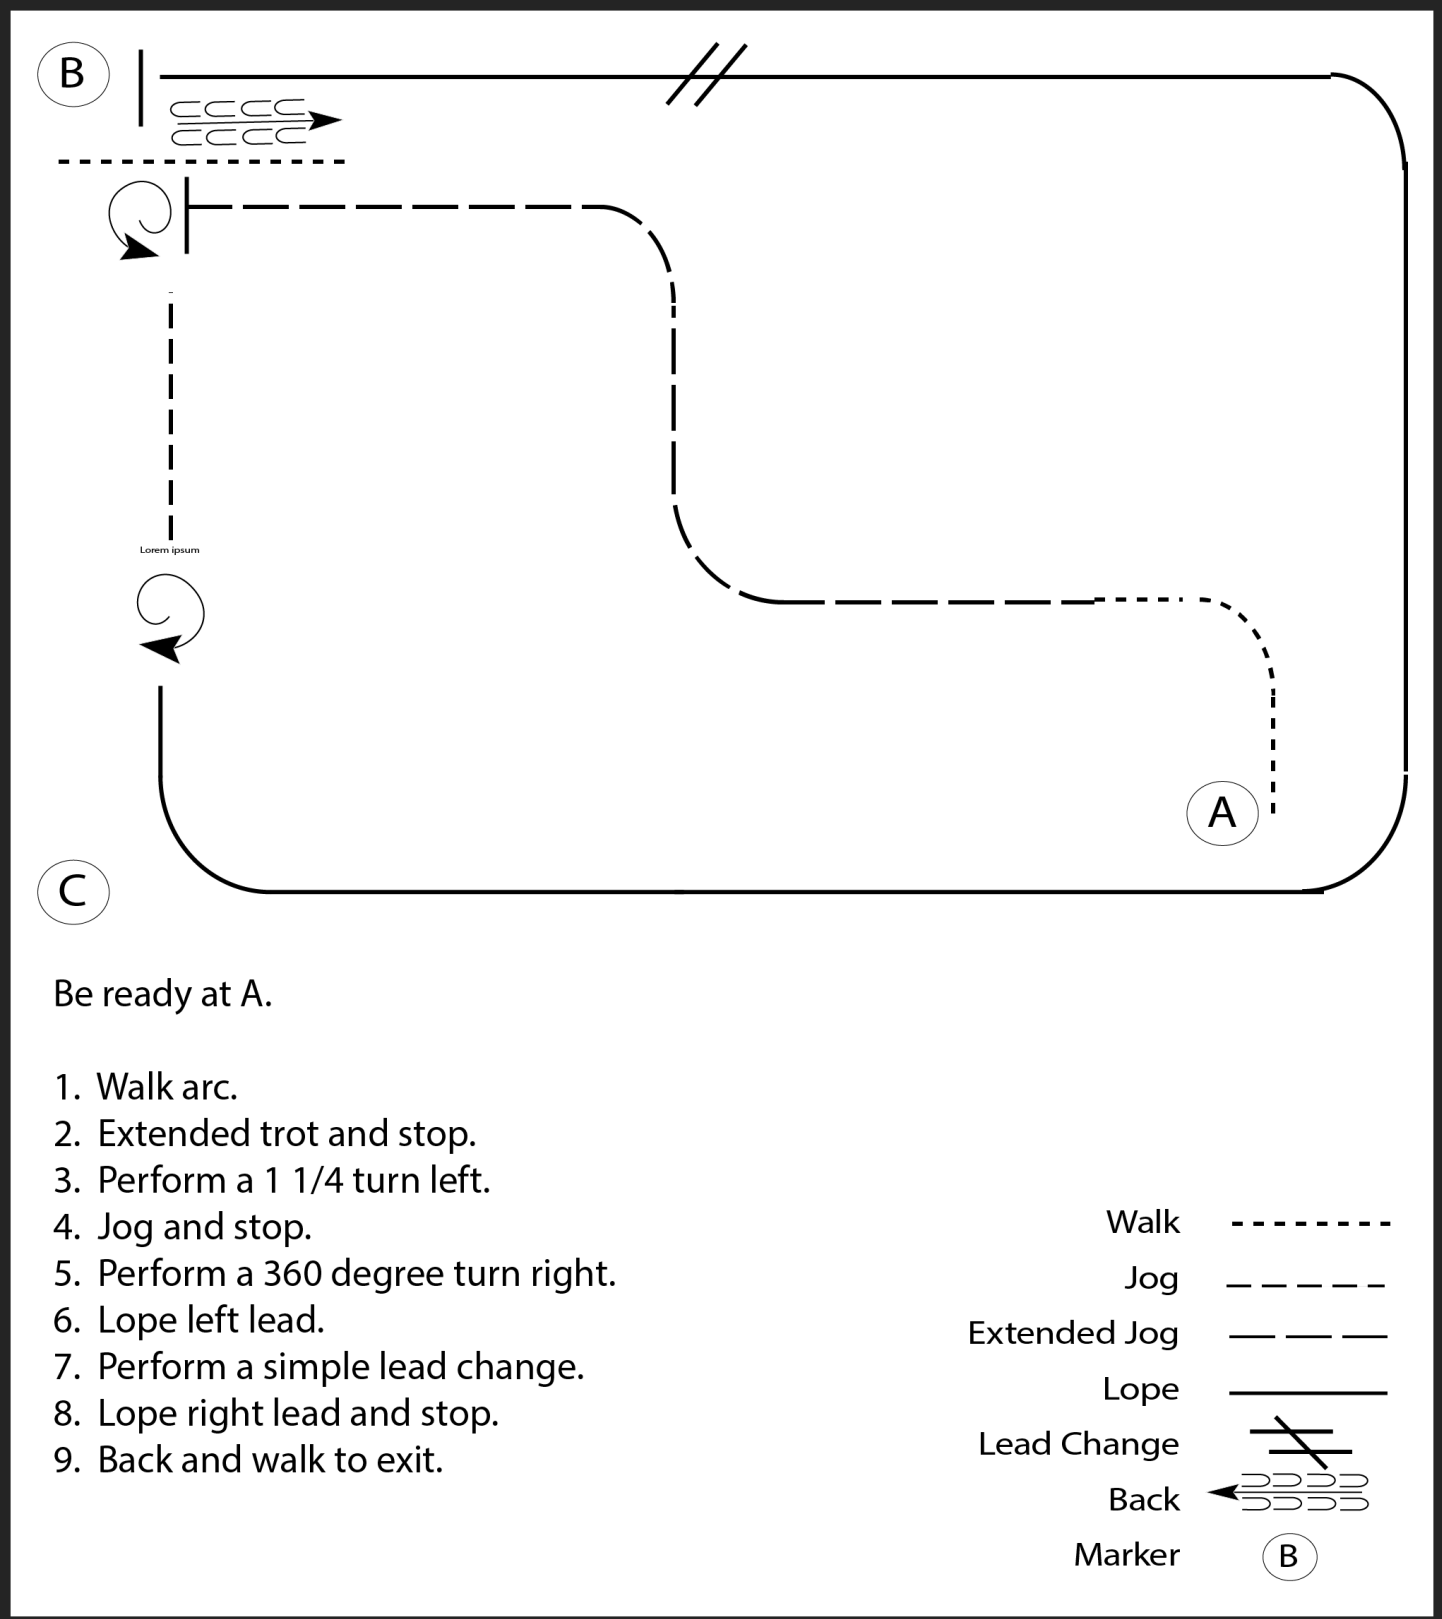 B
Lorem ipsum
A
C
Be ready at A.
1. Walk arc.
2. Extended trot and stop.
3. Perform a 1 1/4 turn left.
4. Jog and stop.
5. Perform a 360 degree turn right.
6. Lope left lead.
7. Perform a simple lead change.
8. Lope right lead and stop.
9. Back and walk to exit.
Walk
Jog
Extended Jog
Lope
Lead Change
Back
Marker B